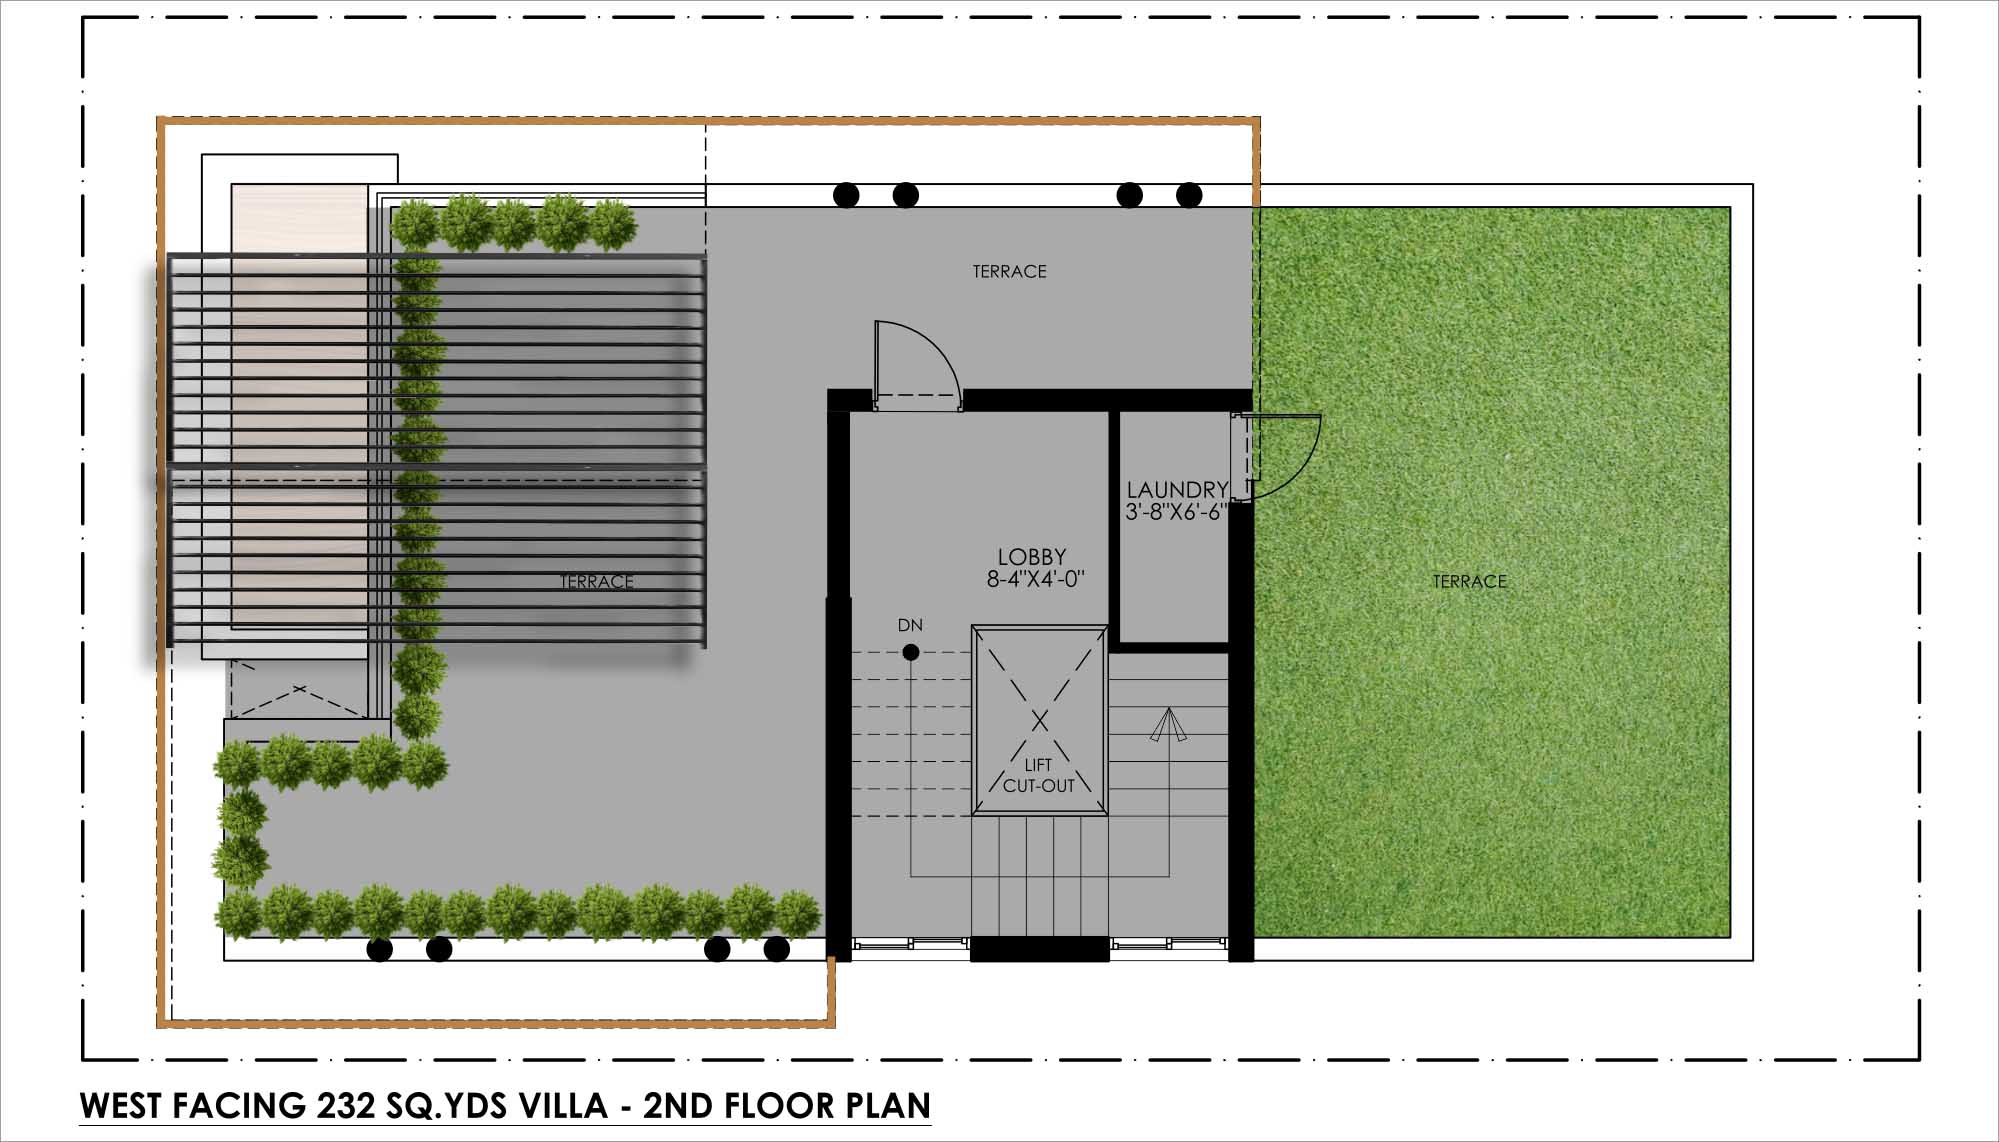 TERRACE
LAUNDRY
3'-8"X6'-6"
LOBBY
8-4"X4'-0"
TERRACE
TERRACE
DN
LIFT
CUT-OUT
WEST FACING 232 SQ.YDS VILLA - 2ND FLOOR PLAN